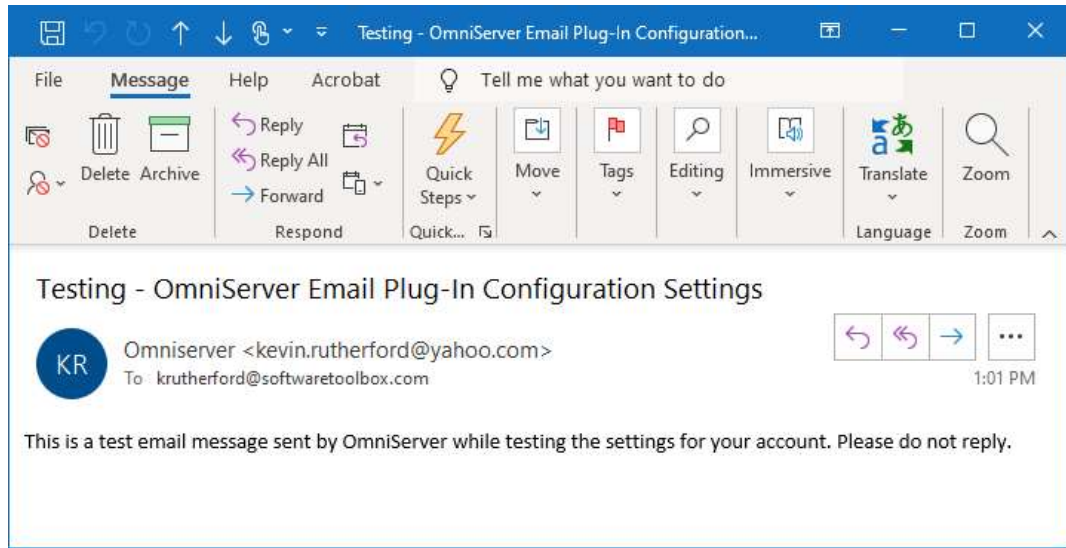 Testing - OmniServer Email Plug-In Configuration...
File Message Help Acrobat Tell me what you want to do
Delete Archive
Reply
Reply All
Forward
Quick Steps
Move
Tags
Editing
Immersive
あ
a
Translate
Zoom
Delete Respond Quick... Language Zoom
Testing - OmniServer Email Plug-In Configuration Settings
KR
Omniserver <kevin.rutherford@yahoo.com>
To krutherford@softwaretoolbox.com
1:01 PM
This is a test email message sent by OmniServer while testing the settings for your account. Please do not reply.